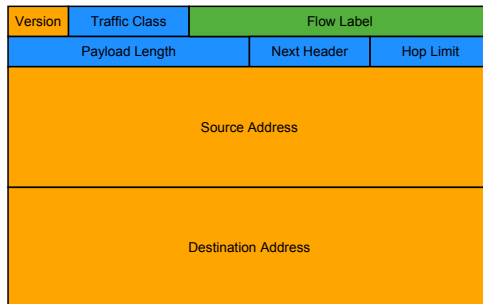 Version Traffic Class Flow Label
Payload Length Next Header Hop Limit
Source Address
Destination Address